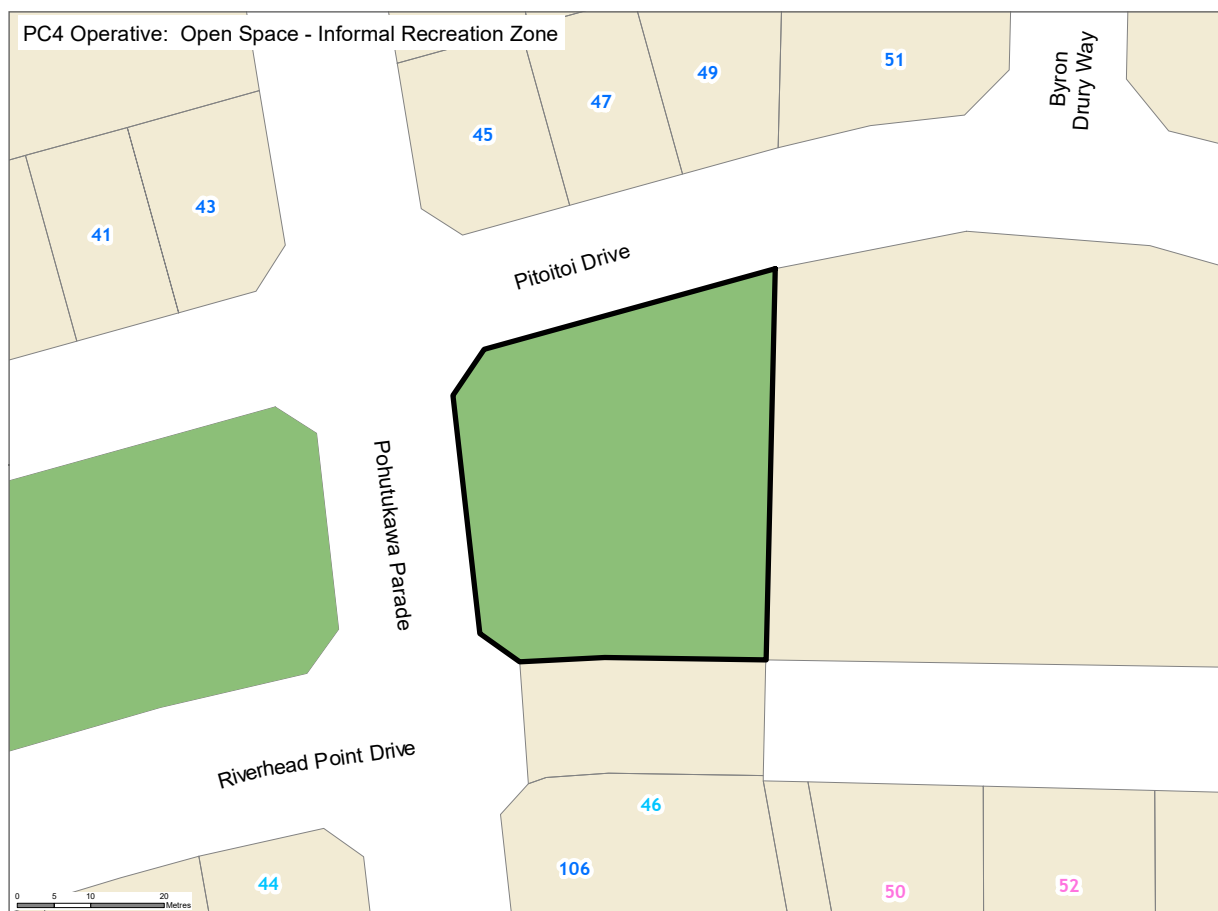 PC4 Operative: Open Space - Informal Recreation Zone
51
Byron
Drury Way
49
47
45
43
41
Pitoitoi Drive
Pohutukawa Parade
Riverhead Point Drive
46
106
44
50
52
0 5 10 20
Metres